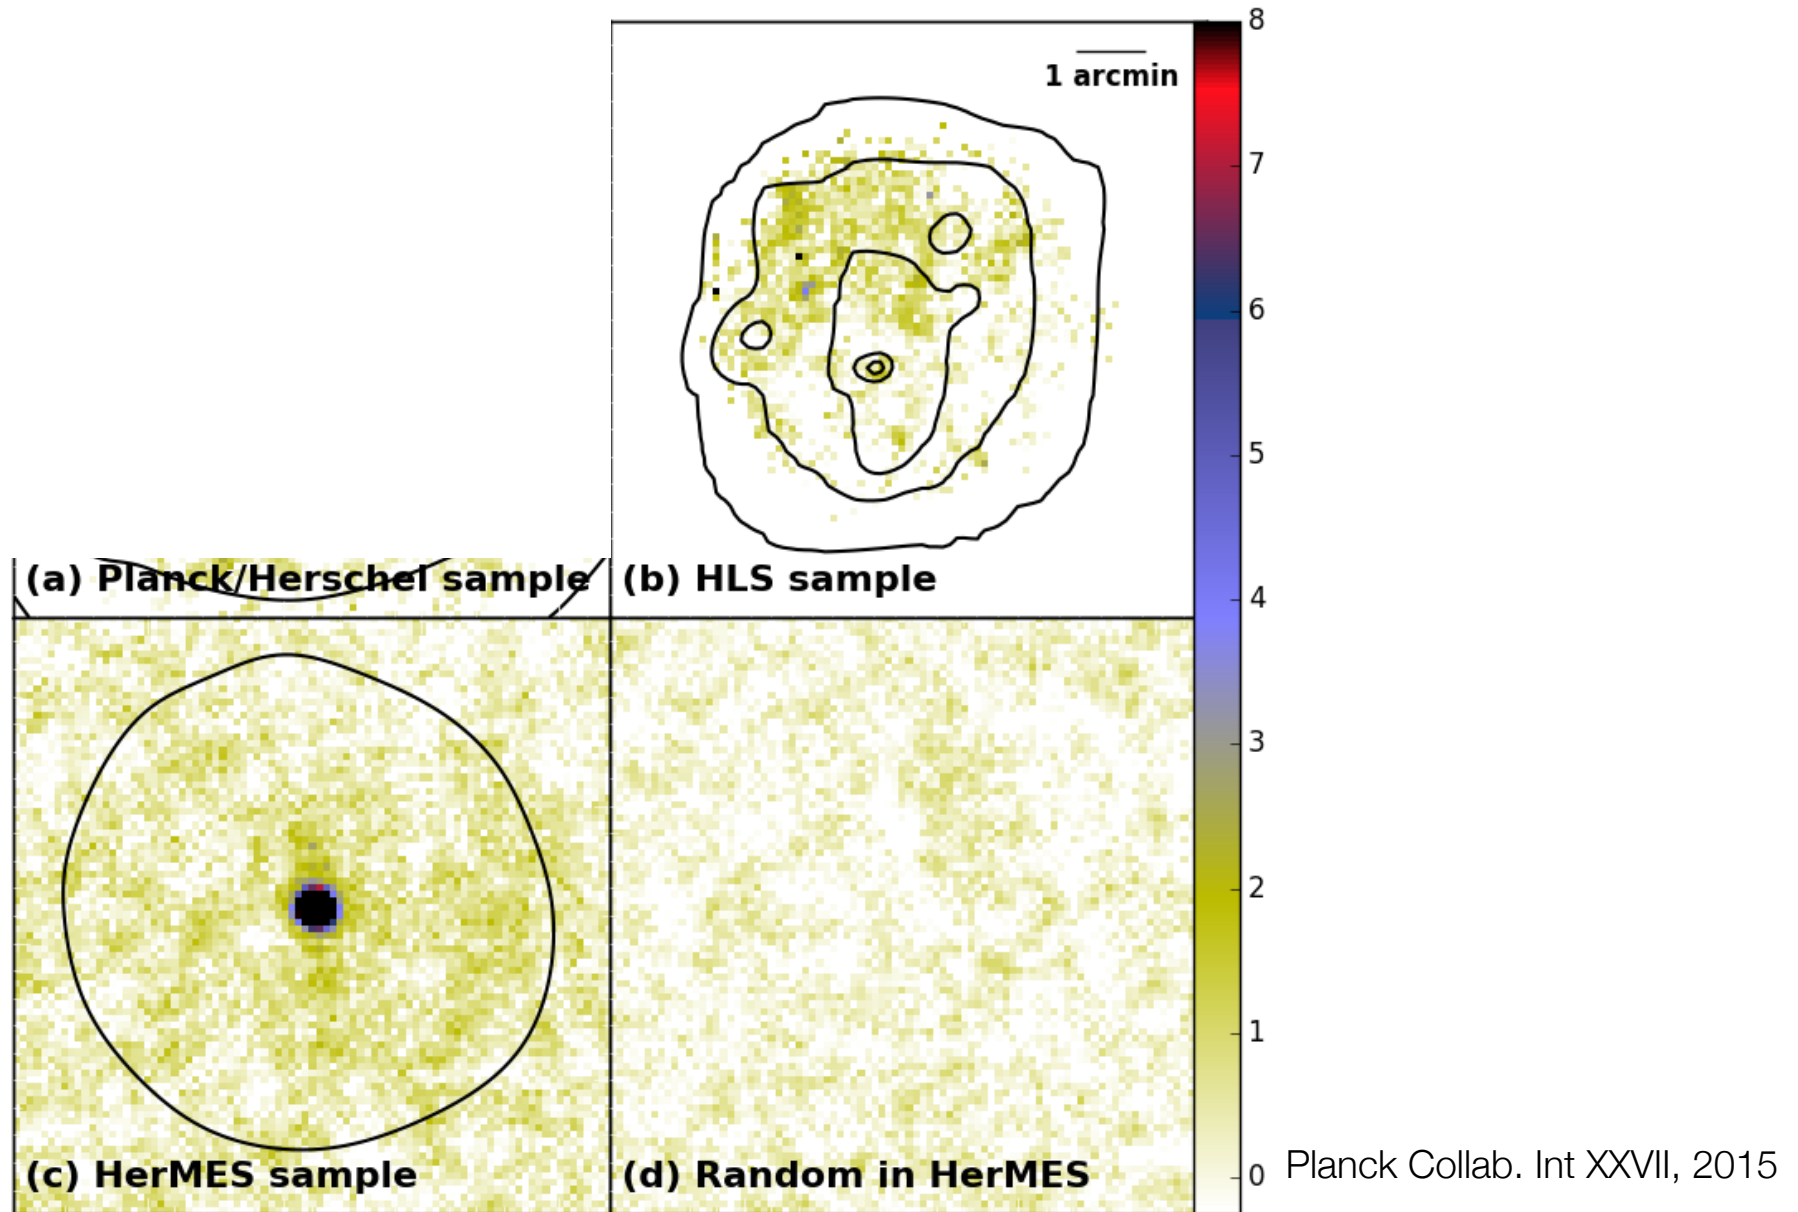 1 arcmin
8
7
6
5
4
3
2
1
0
(a) Planck/Herschel sample
(b) HLS sample
(c) HerMES sample
(d) Random in HerMES
Planck Collab. Int XXVII, 2015